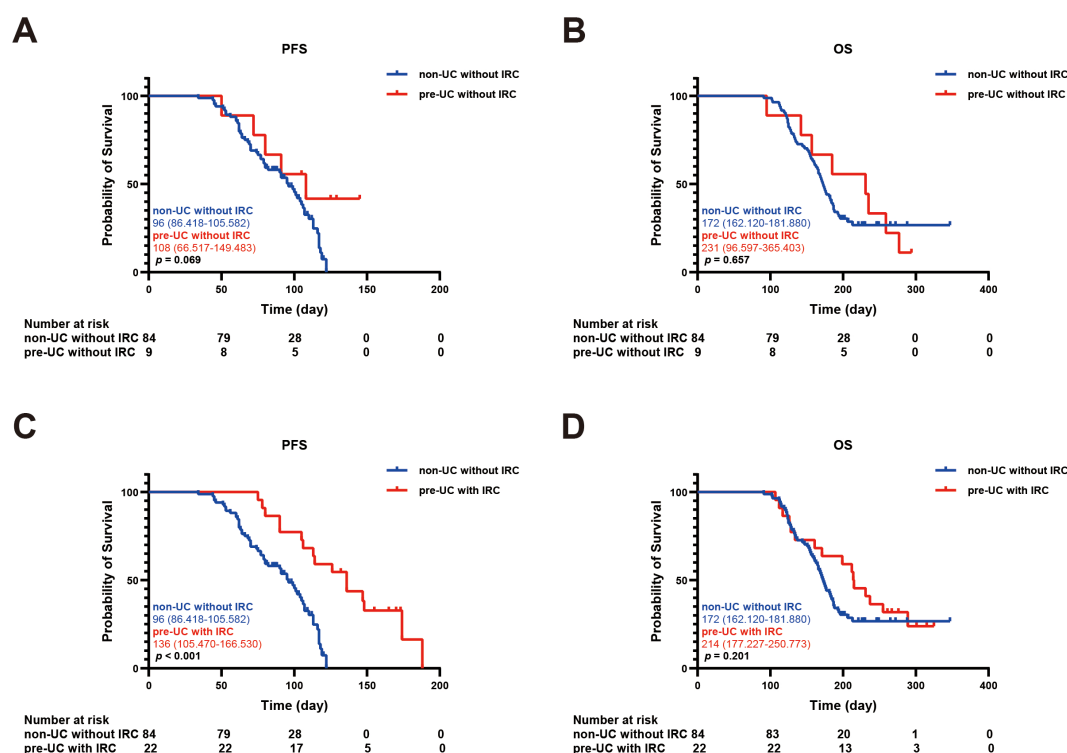 A
PFS
non-UC without IRC
pre-UC without IRC
Probability of Survival
100
50
0
non-UC without IRC
96 (86.418-105.582)
pre-UC without IRC
108 (66.517-149.483)
p = 0.069
0 50 100 150 200
Time (day)
Number at risk
non-UC without IRC 84 79 28 0 0
pre-UC without IRC 9 8 5 0 0
B
OS
non-UC without IRC
pre-UC without IRC
Probability of Survival
100
50
0
non-UC without IRC
172 (162.120-181.880)
pre-UC without IRC
231 (96.597-365.403)
p = 0.657
0 100 200 300 400
Time (day)
Number at risk
non-UC without IRC 84 79 28 0 0
pre-UC without IRC 9 8 5 0 0
C
PFS
non-UC without IRC
pre-UC with IRC
Probability of Survival
100
50
0
non-UC without IRC
96 (86.418-105.582)
pre-UC with IRC
136 (105.470-166.530)
p < 0.001
0 50 100 150 200
Time (day)
Number at risk
non-UC without IRC 84 79 28 0 0
pre-UC with IRC 22 22 17 5 0
D
OS
non-UC without IRC
pre-UC with IRC
Probability of Survival
100
50
0
non-UC without IRC
172 (162.120-181.880)
pre-UC with IRC
214 (177.227-250.773)
p = 0.201
0 100 200 300 400
Time (day)
Number at risk
non-UC without IRC 84 83 20 1 0
pre-UC with IRC 22 22 13 3 0